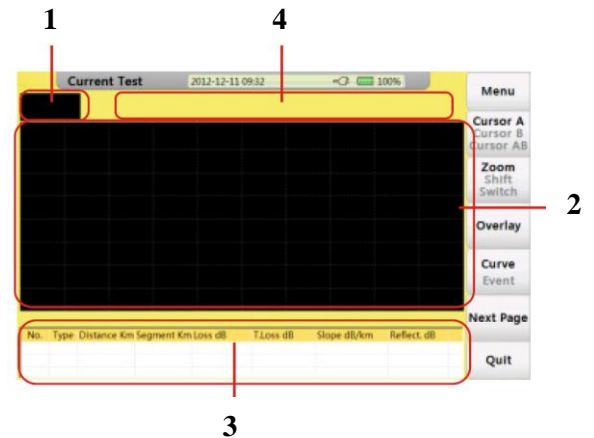 1 4
Current Test 2012-12-11 09:32 100%
Menu
Cursor A
Cursor B
Cursor AB
Zoom
Shift
Switch
2
Overlay
Curve
Event
Next Page
No. Type Distance Km Segment Km Loss dB T.Loss dB Slope dB/km Reflect. dB
Quit
3